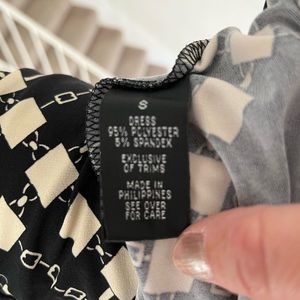 S
DRESS
95% POLYESTER
5% SPANDEX
EXCLUSIVE
OF TRIMS
MADE IN
PHILIPPINES
SEE OVER
FOR CARE